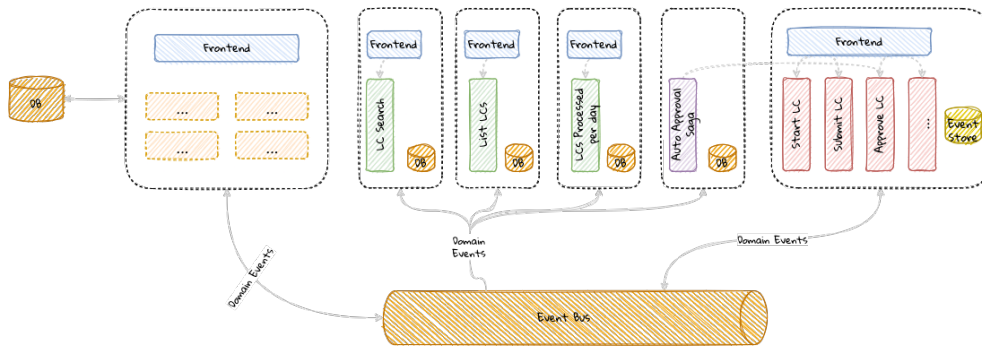 Frontend
DB
...
...
...
...
Frontend
LC Search
DB
Frontend
List LCs
DB
Frontend
LCs Processed
per day
DB
Auto Approval
Saga
DB
Frontend
Start LC
Submit LC
Approve LC
...
Event
Store
Domain Events
Domain
Events
Domain Events
Event Bus